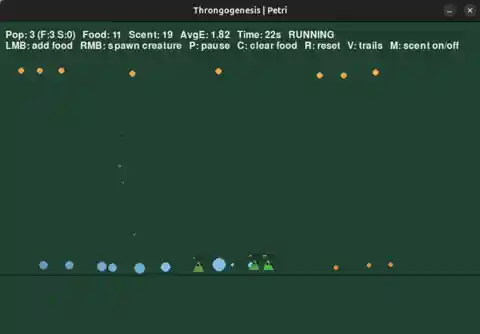 Throngogenesis | Petri
Pop: 3 (F:3 S:0) Food: 11 Scent: 19 AvgE: 1.82 Time: 22s RUNNING
LMB: add food RMB: spawn creature P: pause C: clear food R: reset V: trails M: scent on/off